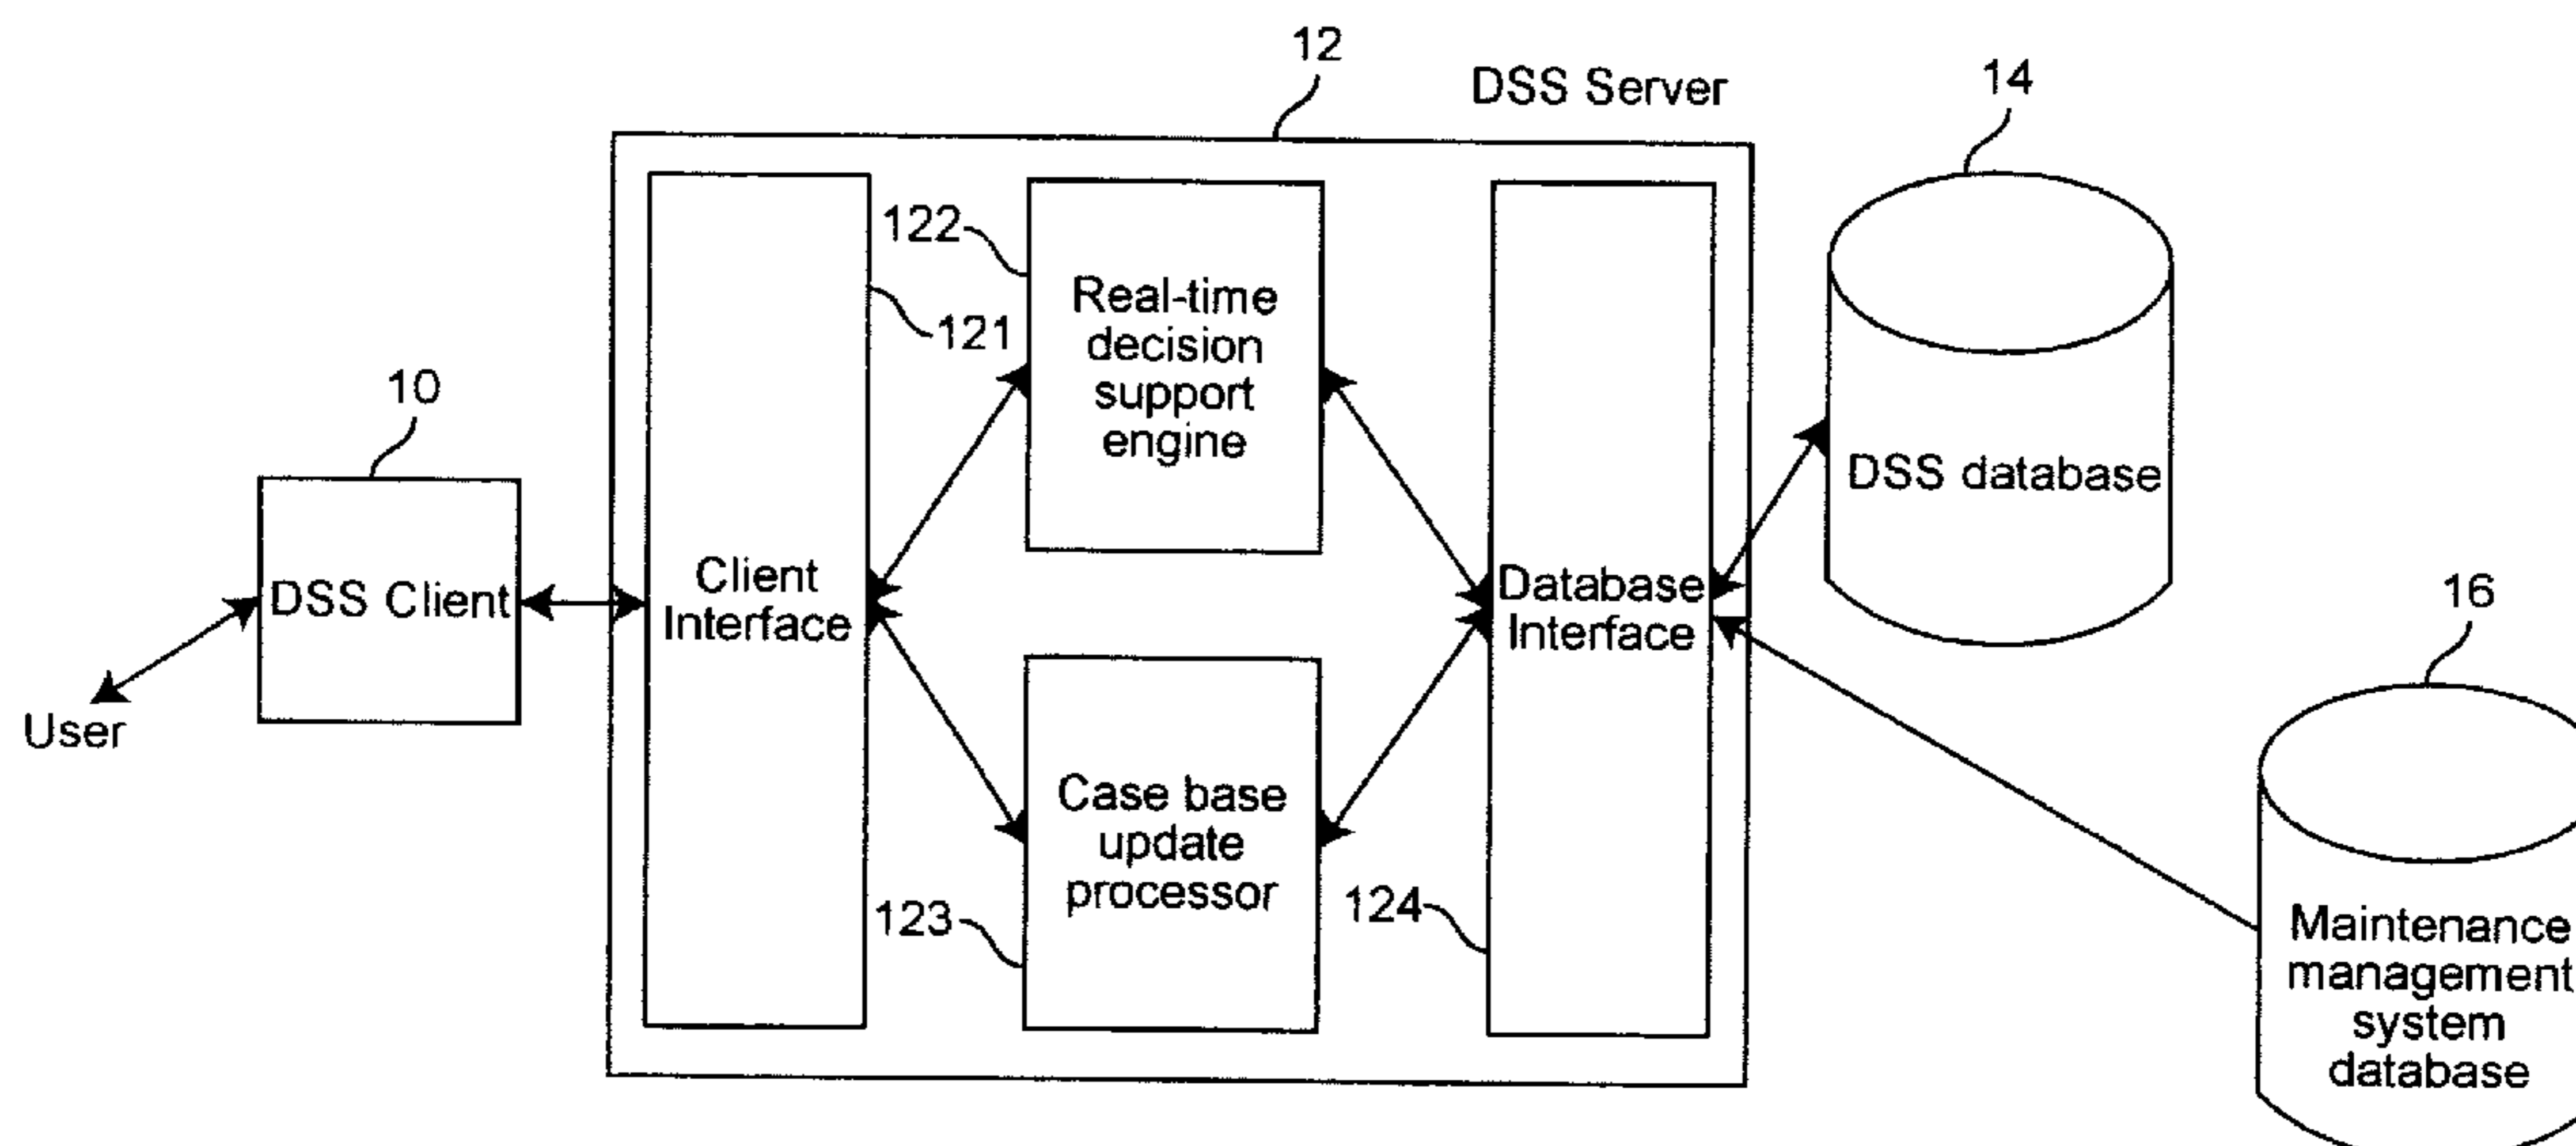 12
DSS Server
14
122
Real-time
decision
support
engine
121
10
DSS Client
Client
Interface
Database
Interface
DSS database
User
16
Case base
update
processor
123
124
Maintenance
management
system
database